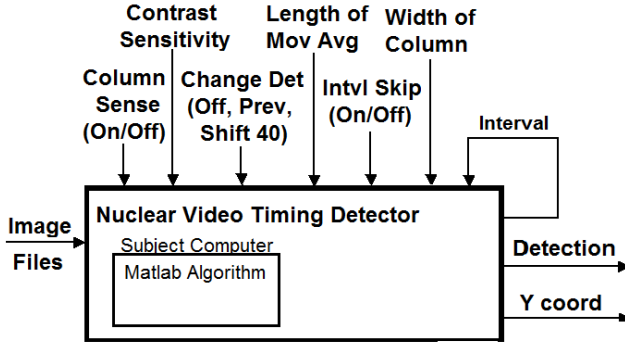 Contrast
Sensitivity
Length of
Mov Avg
Width of
Column
Column
Sense
(On/Off)
Change Det
(Off, Prev,
Shift 40)
Intvl Skip
(On/Off)
Interval
Image
Files
Nuclear Video Timing Detector
Subject Computer
Matlab Algorithm
Detection
Y coord